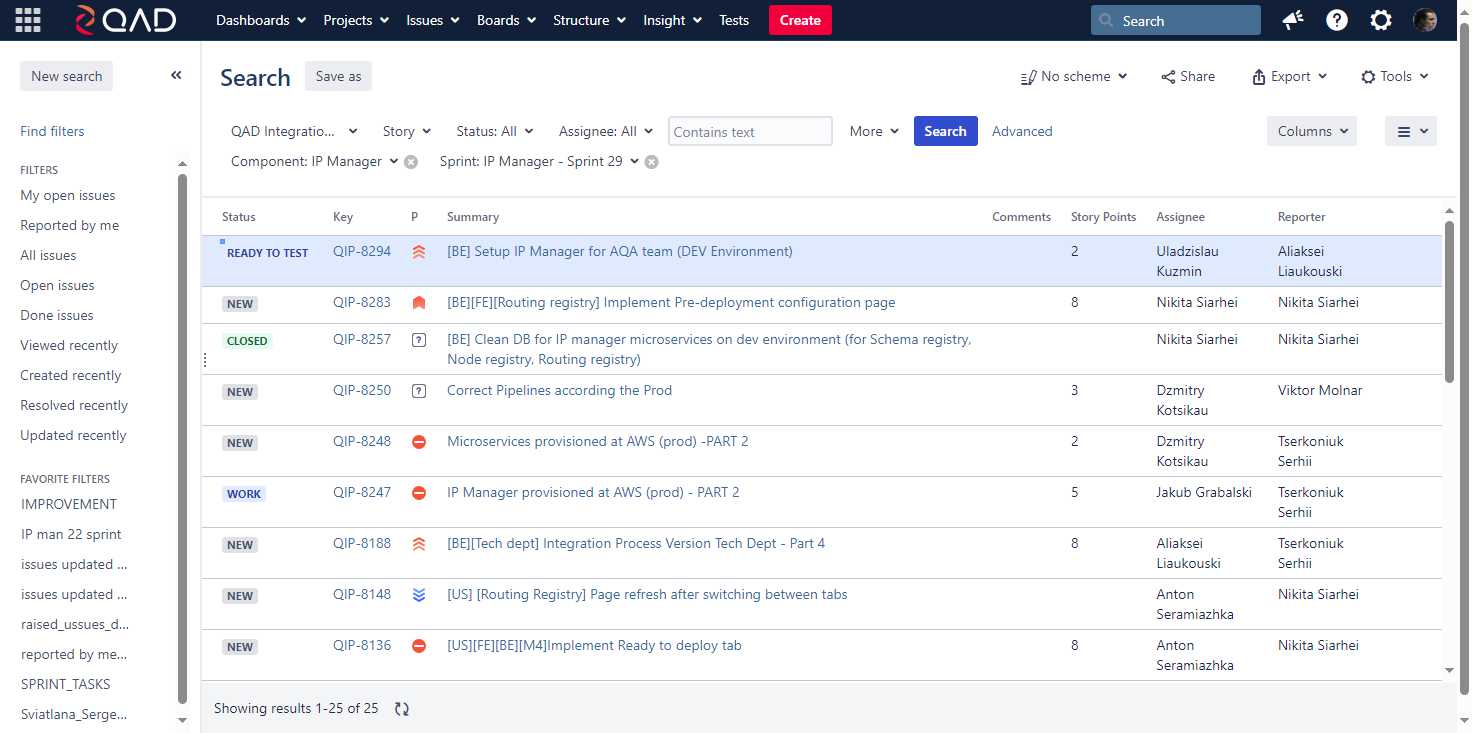 QAD Dashboards Projects Issues Boards Structure Insight Tests Create Search
New search
Search Save as No scheme Share Export Tools
Find filters
QAD Integratio... Story Status: All Assignee: All Contains text More Search Advanced Columns
Component: IP Manager Sprint: IP Manager - Sprint 29
FILTERS
My open issues
Reported by me
All issues
Open issues
Done issues
Viewed recently
Created recently
Resolved recently
Updated recently
FAVORITE FILTERS
IMPROVEMENT
IP man 22 sprint
issues updated ...
issues updated ...
raised_ussues_d...
reported by me...
SPRINT_TASKS
Sviatlana_Serge...
Status Key P Summary Comments Story Points Assignee Reporter
READY TO TEST QIP-8294 [BE] Setup IP Manager for AQA team (DEV Environment) 2 Uladzislau Aliaksei
Kuzmin Liaukouski
NEW QIP-8283 [BE][FE][Routing registry] Implement Pre-deployment configuration page 8 Nikita Siarhei Nikita Siarhei
CLOSED QIP-8257 ? [BE] Clean DB for IP manager microservices on dev environment (for Schema registry, Nikita Siarhei Nikita Siarhei
Node registry, Routing registry)
NEW QIP-8250 ? Correct Pipelines according the Prod 3 Dzmitry Viktor Molnar
Kotsikau
NEW QIP-8248 Microservices provisioned at AWS (prod) -PART 2 2 Dzmitry Tserkoniuk
Kotsikau Serhii
WORK QIP-8247 IP Manager provisioned at AWS (prod) - PART 2 5 Jakub Grabalski Tserkoniuk
Serhii
NEW QIP-8188 [BE][Tech dept] Integration Process Version Tech Dept - Part 4 8 Aliaksei Tserkoniuk
Liaukouski Serhii
NEW QIP-8148 [US] [Routing Registry] Page refresh after switching between tabs Anton Nikita Siarhei
Seramiazhka
NEW QIP-8136 [US][FE][BE][M4]Implement Ready to deploy tab 8 Anton Nikita Siarhei
Seramiazhka
Showing results 1-25 of 25